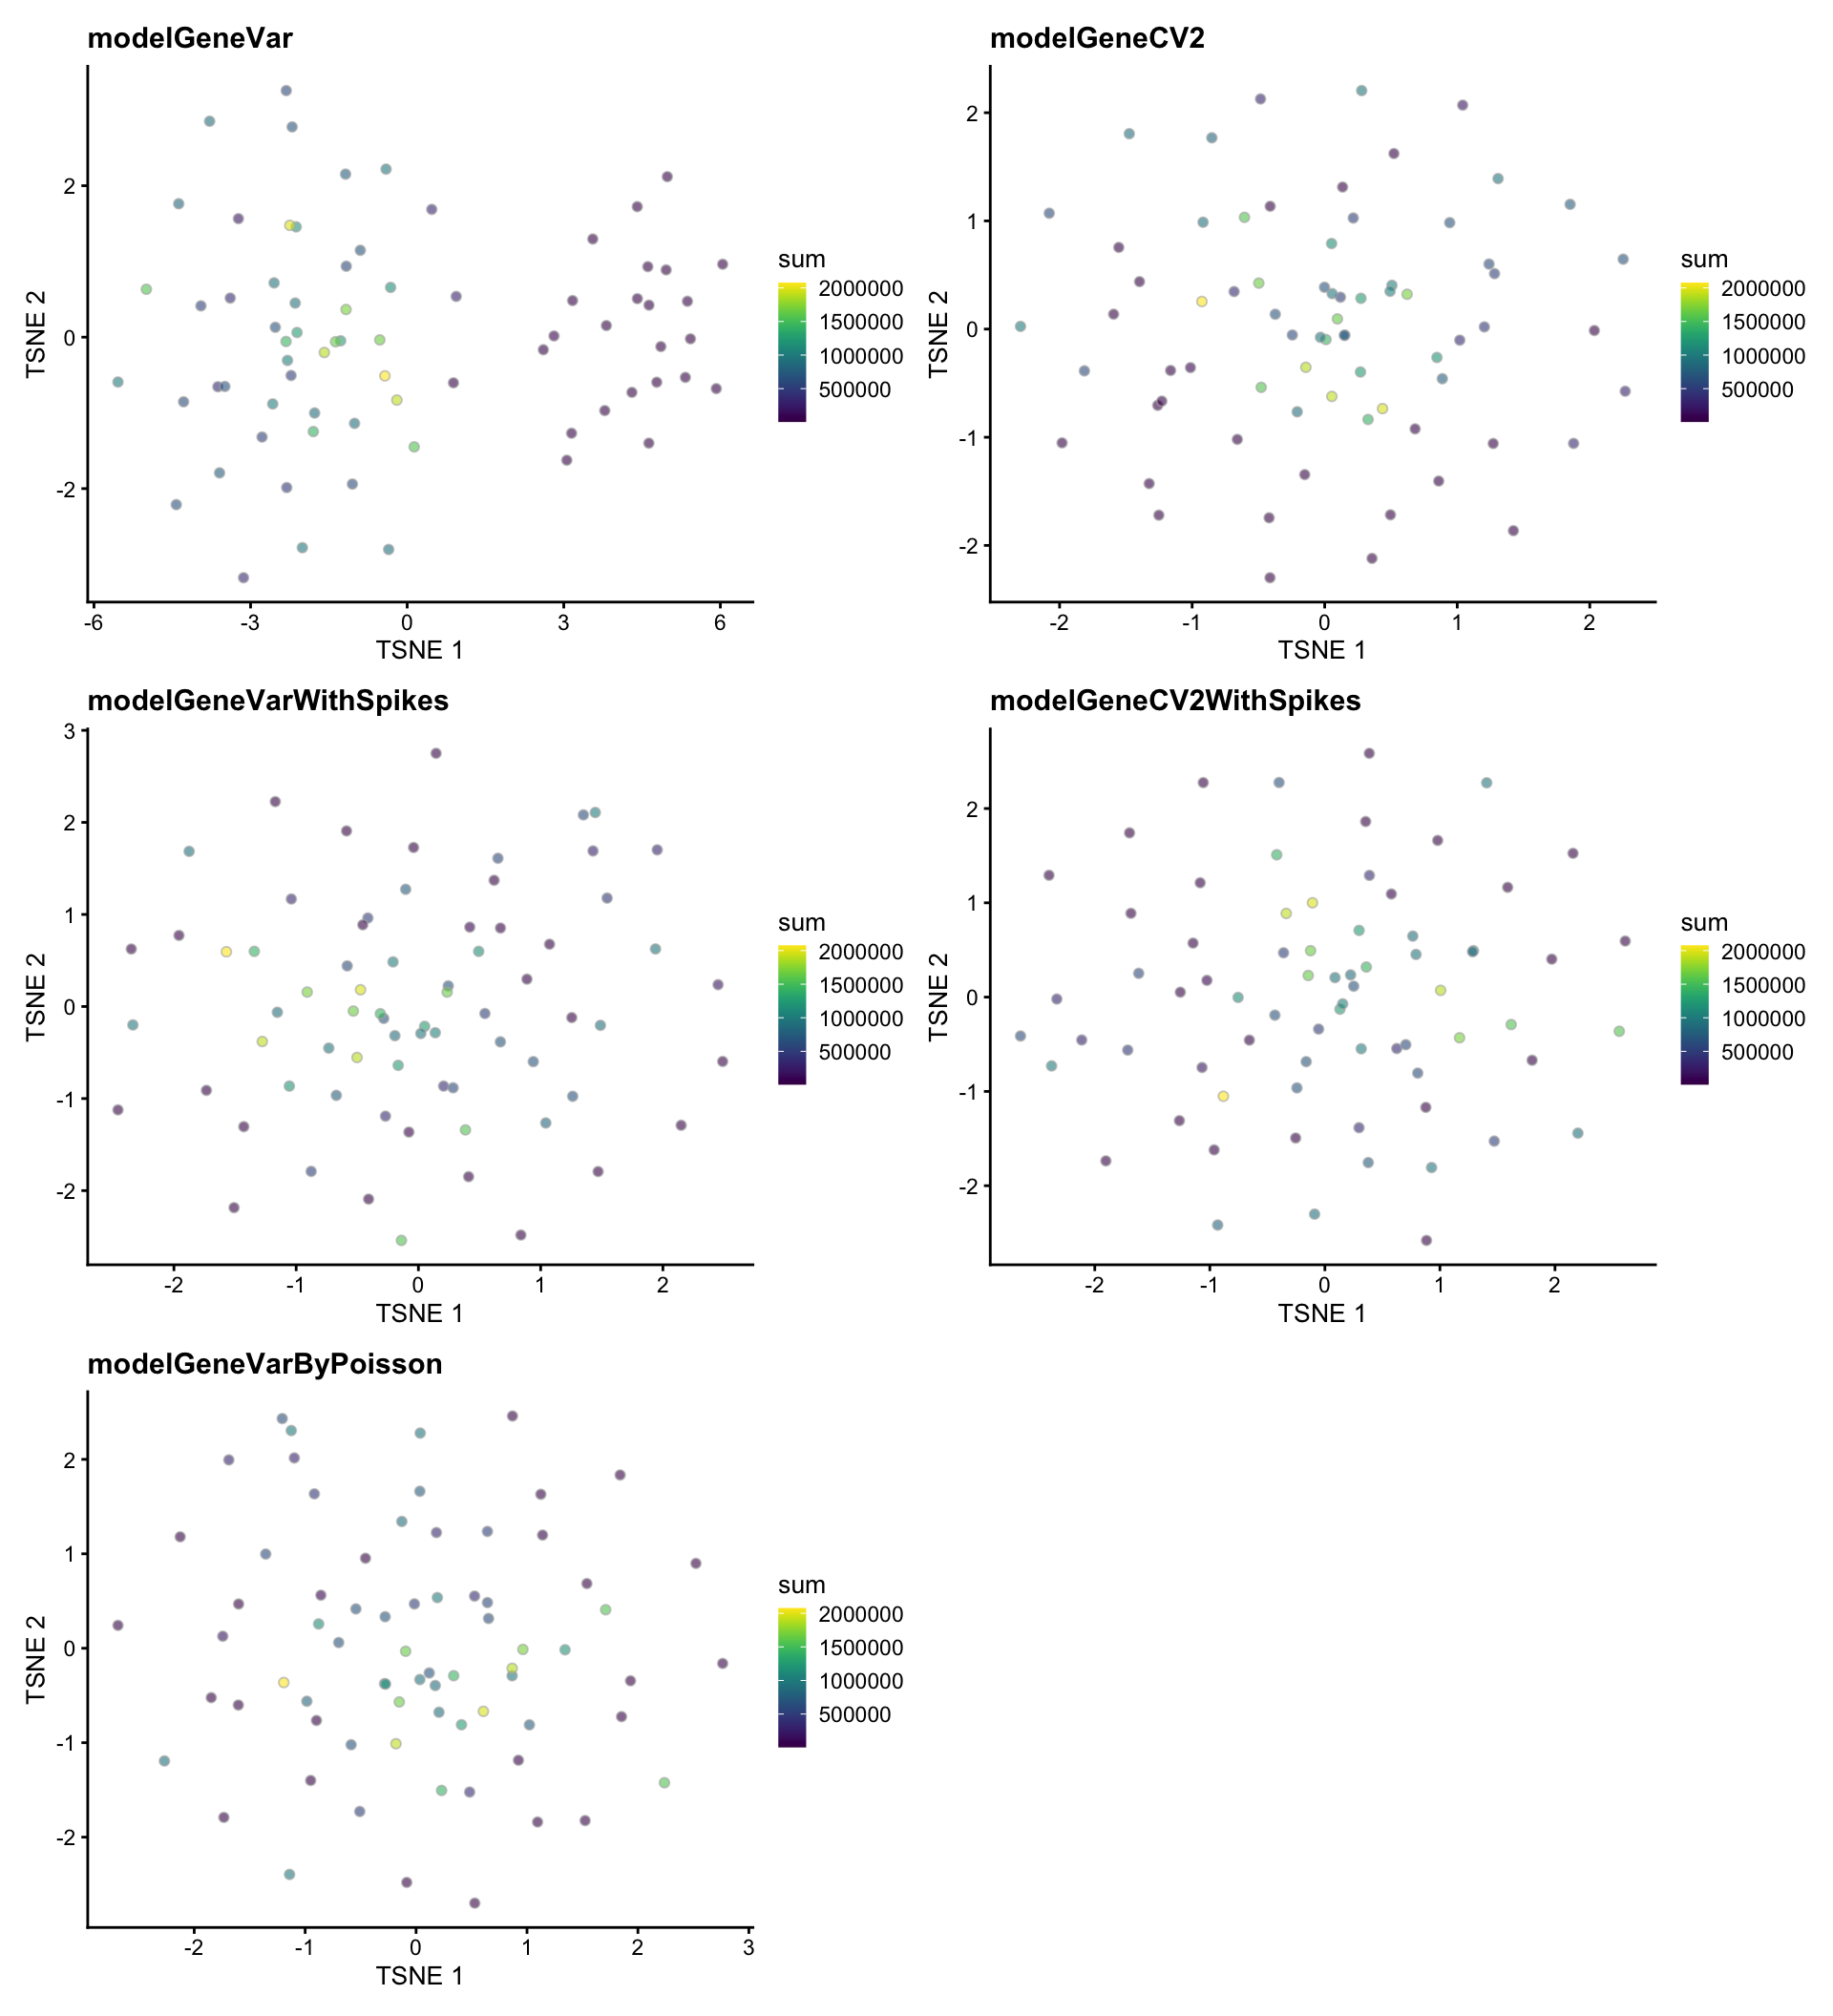 modelGeneVar
2
0
-2
-6 -3 0 3 6
TSNE 1
TSNE 2
sum
2000000
1500000
1000000
500000
modelGeneCV2
2
1
0
-1
-2
-2 -1 0 1 2
TSNE 1
TSNE 2
sum
2000000
1500000
1000000
500000
modelGeneVarWithSpikes
3
2
1
0
-1
-2
-2 -1 0 1 2
TSNE 1
TSNE 2
sum
2000000
1500000
1000000
500000
modelGeneCV2WithSpikes
2
1
0
-1
-2
-2 -1 0 1 2
TSNE 1
TSNE 2
sum
2000000
1500000
1000000
500000
modelGeneVarByPoisson
2
1
0
-1
-2
-2 -1 0 1 2 3
TSNE 1
TSNE 2
sum
2000000
1500000
1000000
500000